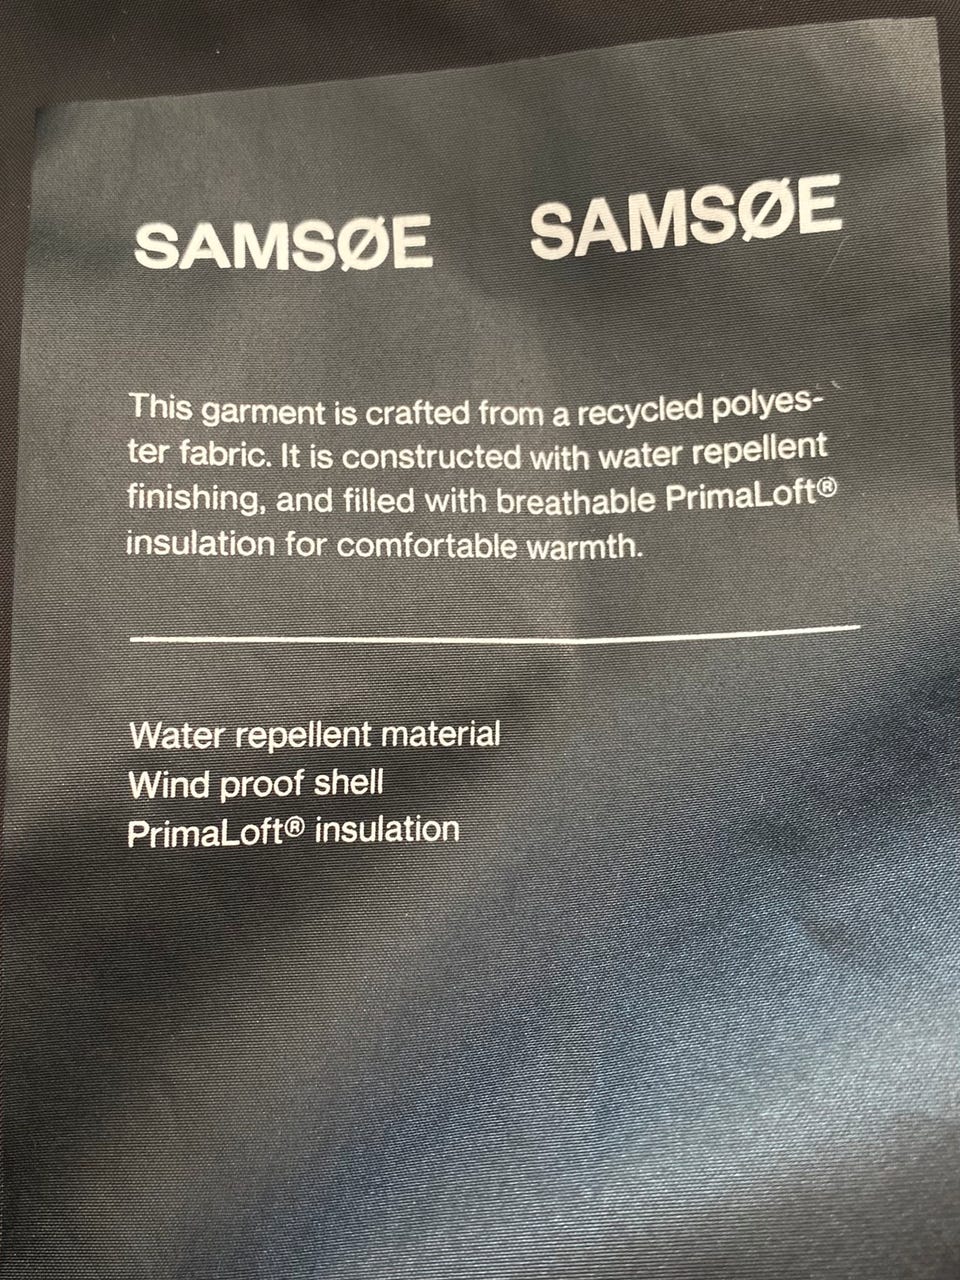 SAMSØE SAMSØE
This garment is crafted from a recycled polyes-
ter fabric. It is constructed with water repellent
finishing, and filled with breathable PrimaLoft®
insulation for comfortable warmth.
Water repellent material
Wind proof shell
PrimaLoft® insulation